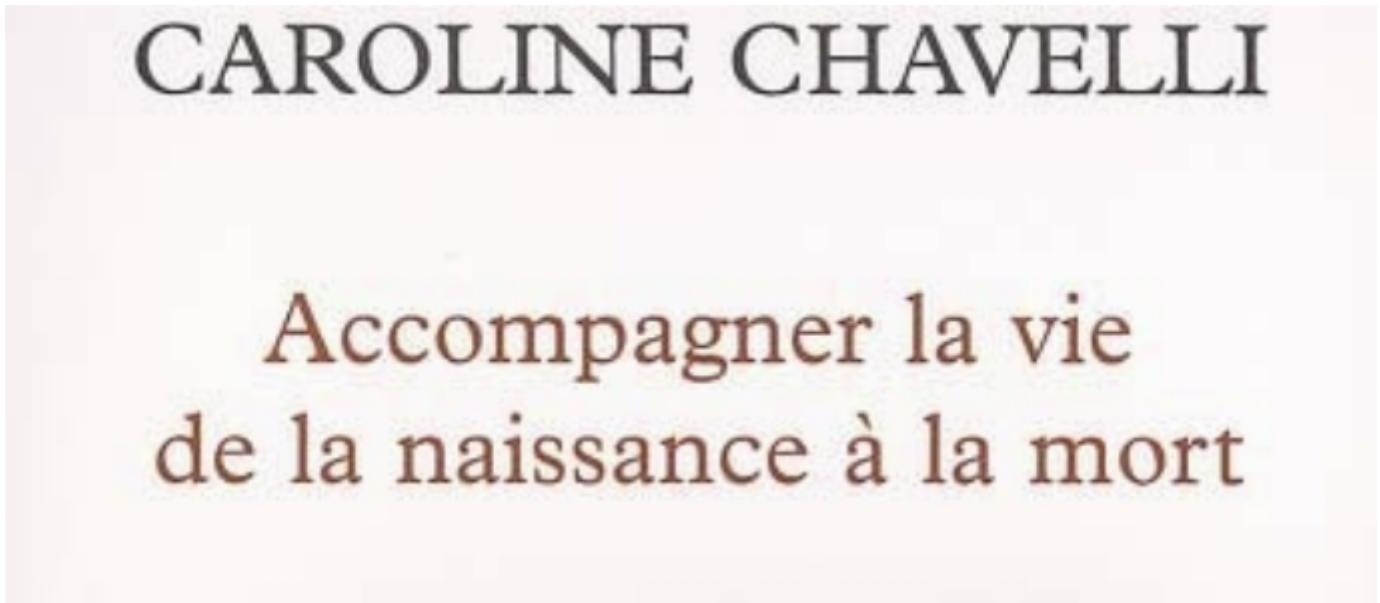 CAROLINE CHAVELLI
Accompagner la vie
de la naissance à la mort